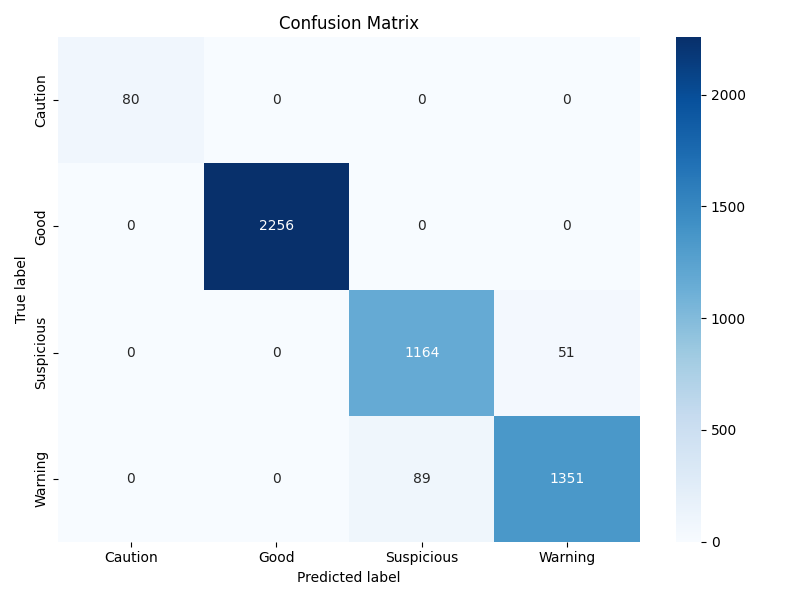 Confusion Matrix
Caution
80
0
0
0
Good
0
2256
0
0
Suspicious
0
0
1164
51
Warning
0
0
89
1351
True label
Caution
Good
Suspicious
Warning
Predicted label
2000
1500
1000
500
0